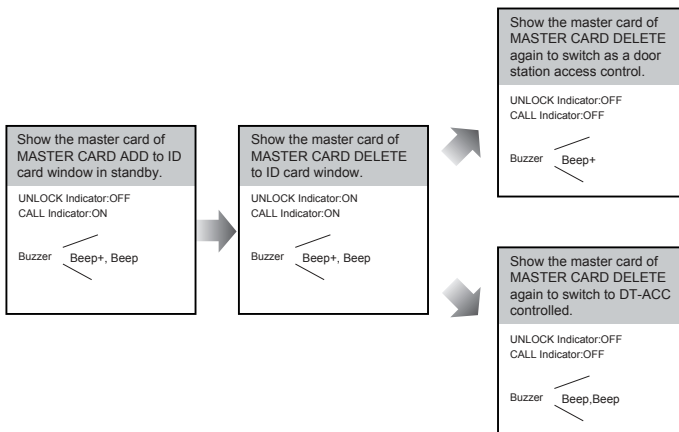 Show the master card of
MASTER CARD ADD to ID
card window in standby.
UNLOCK Indicator:OFF
CALL Indicator:ON
Buzzer
Beep+, Beep
Show the master card of
MASTER CARD DELETE
to ID card window.
UNLOCK Indicator:ON
CALL Indicator:ON
Buzzer
Beep+, Beep
Show the master card of
MASTER CARD DELETE
again to switch as a door
station access control.
UNLOCK Indicator:OFF
CALL Indicator:OFF
Buzzer
Beep+
Show the master card of
MASTER CARD DELETE
again to switch to DT-ACC
controlled.
UNLOCK Indicator:OFF
CALL Indicator:OFF
Buzzer
Beep,Beep